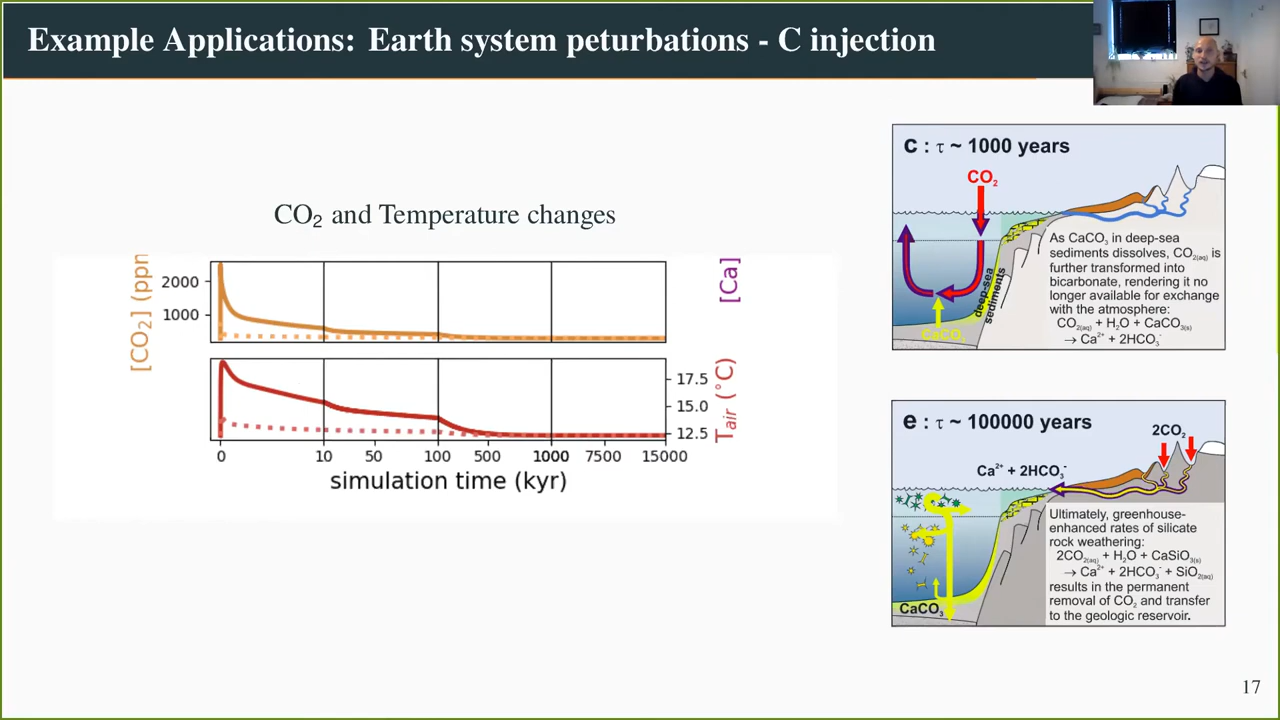 Example Applications: Earth system peturbations - C injection
CO₂ and Temperature changes
[CO₂] (ppm
[Ca]
2000
1000
T_air (°C)
17.5
15.0
12.5
0 10 50 100 500 1000 7500 15000
simulation time (kyr)
c : τ ~ 1000 years
CO₂
As CaCO₃ in deep-sea
sediments dissolves, CO₂(aq) is
further transformed into
bicarbonate, rendering it no
longer available for exchange
with the atmosphere:
CO₂(aq) + H₂O + CaCO₃(s)
→ Ca²⁺ + 2HCO₃⁻
deep-sea
sediments
CaCO₃
e : τ ~ 100000 years
2CO₂
Ca²⁺ + 2HCO₃⁻
Ultimately, greenhouse-
enhanced rates of silicate
rock weathering:
2CO₂(aq) + H₂O + CaSiO₃(s)
→ Ca²⁺ + 2HCO₃⁻ + SiO₂(aq)
results in the permanent
removal of CO₂ and transfer
to the geologic reservoir.
CaCO₃
17